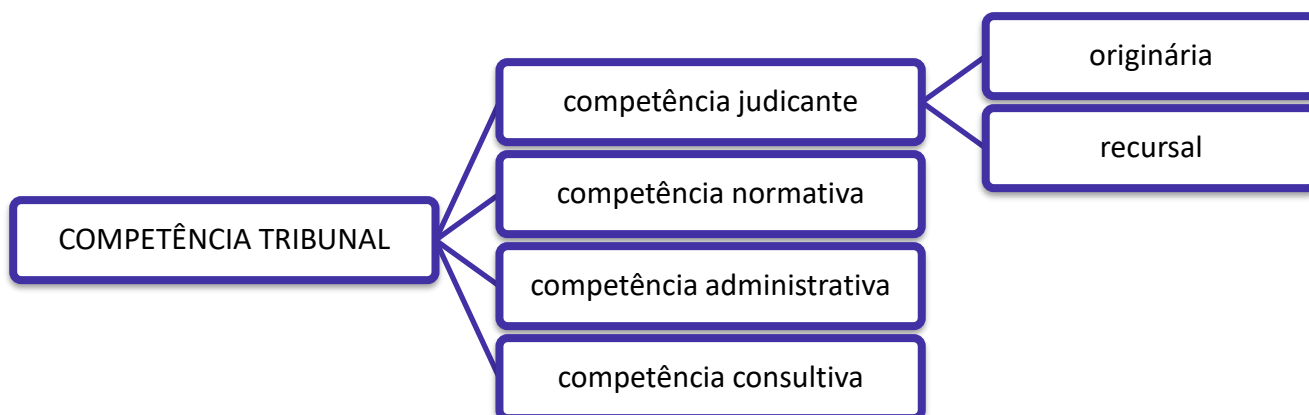 COMPETÊNCIA TRIBUNAL
competência judicante
originária
recursal
competência normativa
competência administrativa
competência consultiva